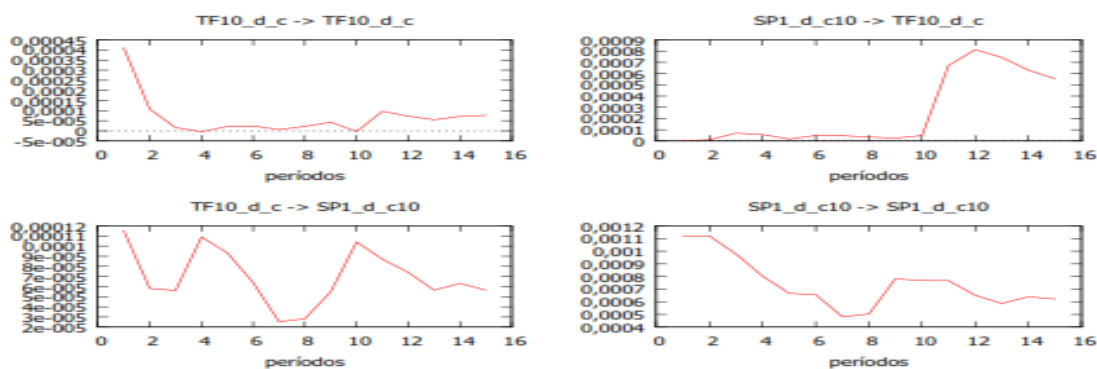 TF10_d_c -> TF10_d_c
0,00045
0,0004
0,00025
0,00015
0,0001
5e-005
0
-5e-005
0 2 4 6 8 10 12 14 16
períodos
SP1_d_c10 -> TF10_d_c
0,0009
0,0008
0,0007
0,0006
0,0005
0,0004
0,0003
0,0002
0,0001
0
0 2 4 6 8 10 12 14 16
períodos
TF10_d_c -> SP1_d_c10
0,00012
0,00011
0,0001
9e-005
8e-005
7e-005
6e-005
5e-005
4e-005
3e-005
2e-005
0 2 4 6 8 10 12 14 16
períodos
SP1_d_c10 -> SP1_d_c10
0,0012
0,0011
0,001
0,0009
0,0008
0,0007
0,0006
0,0005
0,0004
0 2 4 6 8 10 12 14 16
períodos